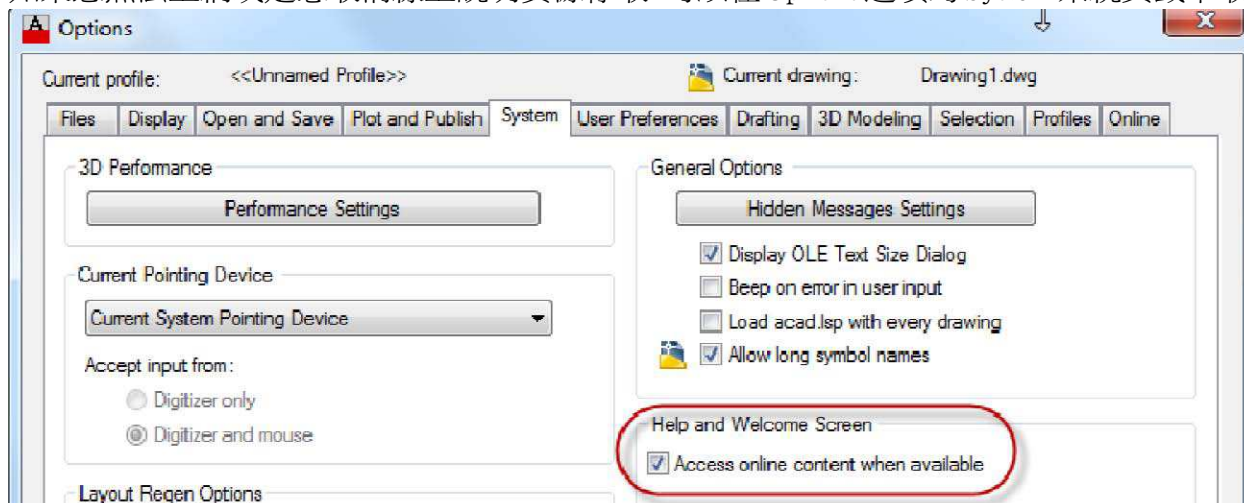 Options
Current profile: <<Unnamed Profile>> Current drawing: Drawing1.dwg
Files Display Open and Save Plot and Publish System User Preferences Drafting 3D Modeling Selection Profiles Online
3D Performance
Performance Settings
Current Pointing Device
Current System Pointing Device
Accept input from:
Digitizer only
Digitizer and mouse
Layout Regen Options
General Options
Hidden Messages Settings
Display OLE Text Size Dialog
Beep on error in user input
Load acad.lsp with every drawing
Allow long symbol names
Help and Welcome Screen
Access online content when available